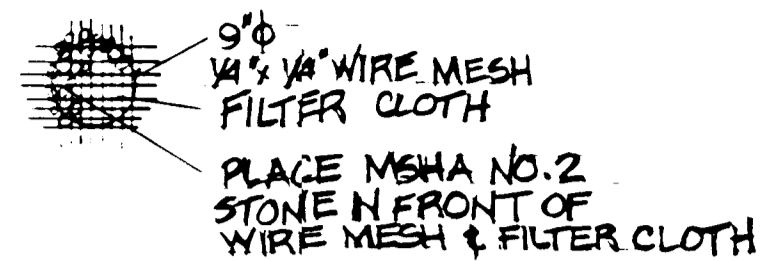 9"Φ
1/4"x 1/4" WIRE MESH
FILTER CLOTH
PLACE MSHA NO.2
STONE N FRONT OF
WIRE MESH & FILTER CLOTH